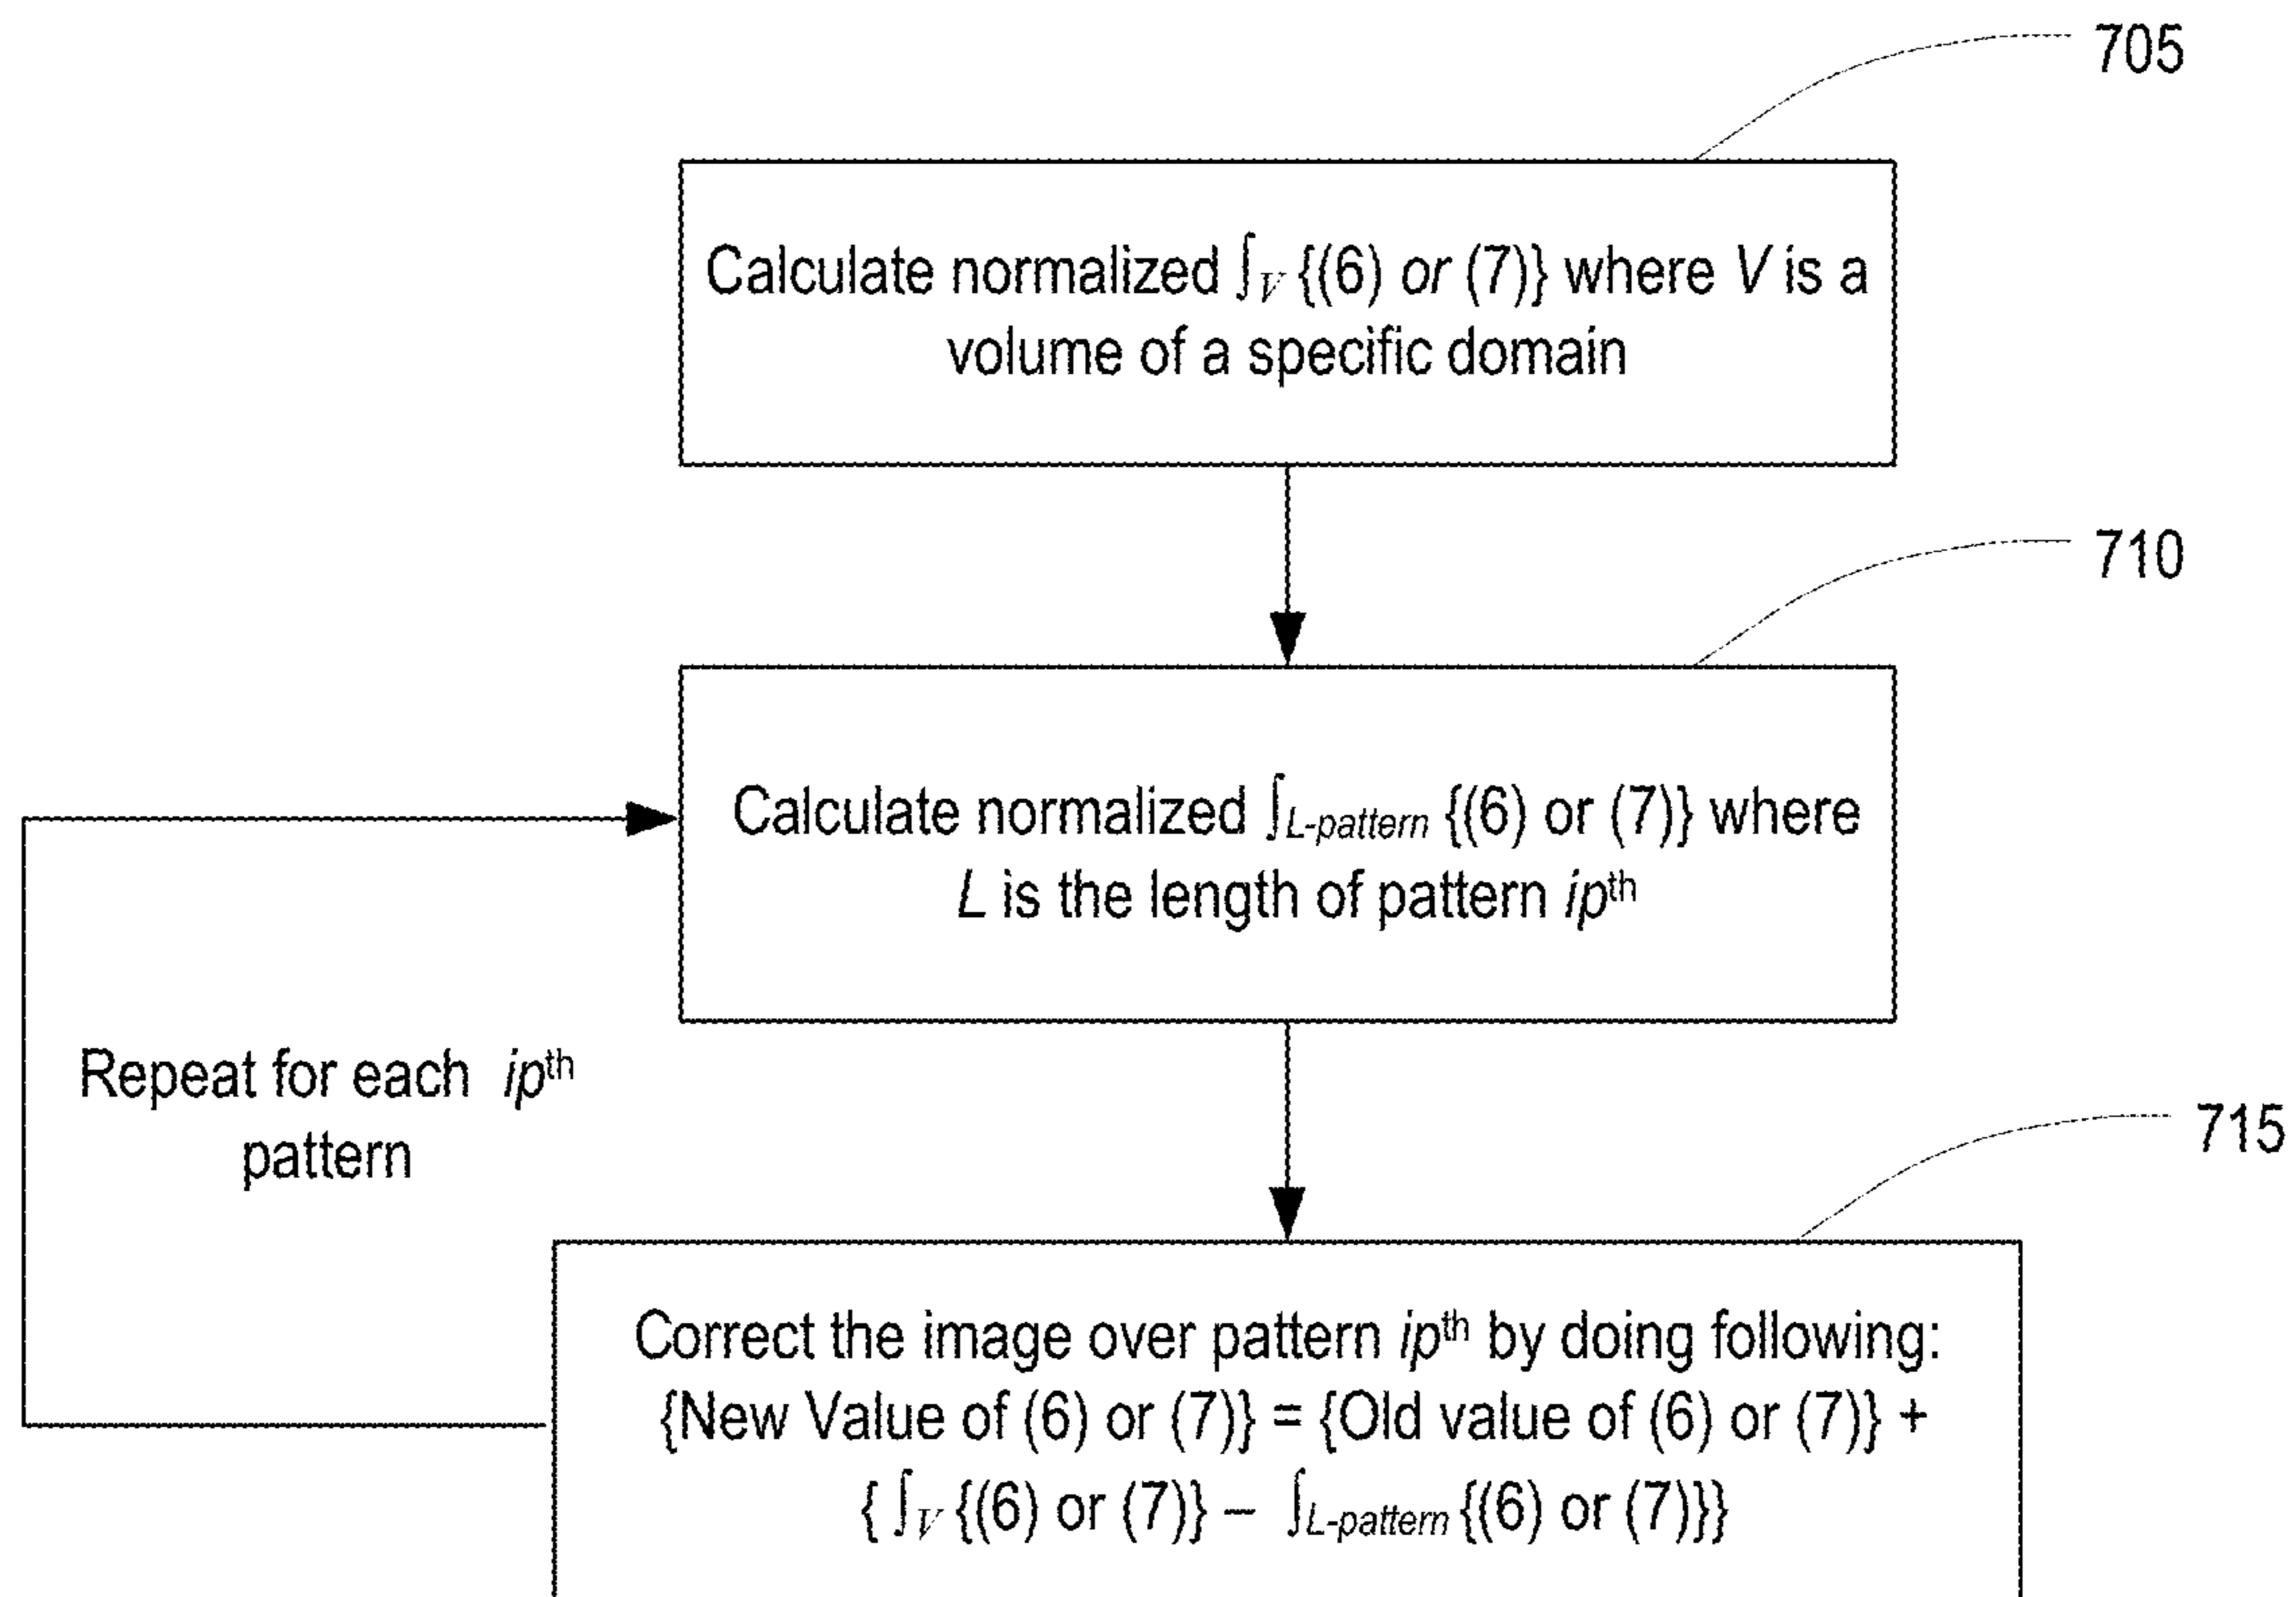 705
Calculate normalized ∫V {(6) or (7)} where V is a
volume of a specific domain
710
Calculate normalized ∫L-pattern {(6) or (7)} where
L is the length of pattern ipth
Repeat for each ipth
pattern
715
Correct the image over pattern ipth by doing following:
{New Value of (6) or (7)} = {Old value of (6) or (7)} +
{ ∫V {(6) or (7)} – ∫L-pattern {(6) or (7)}}